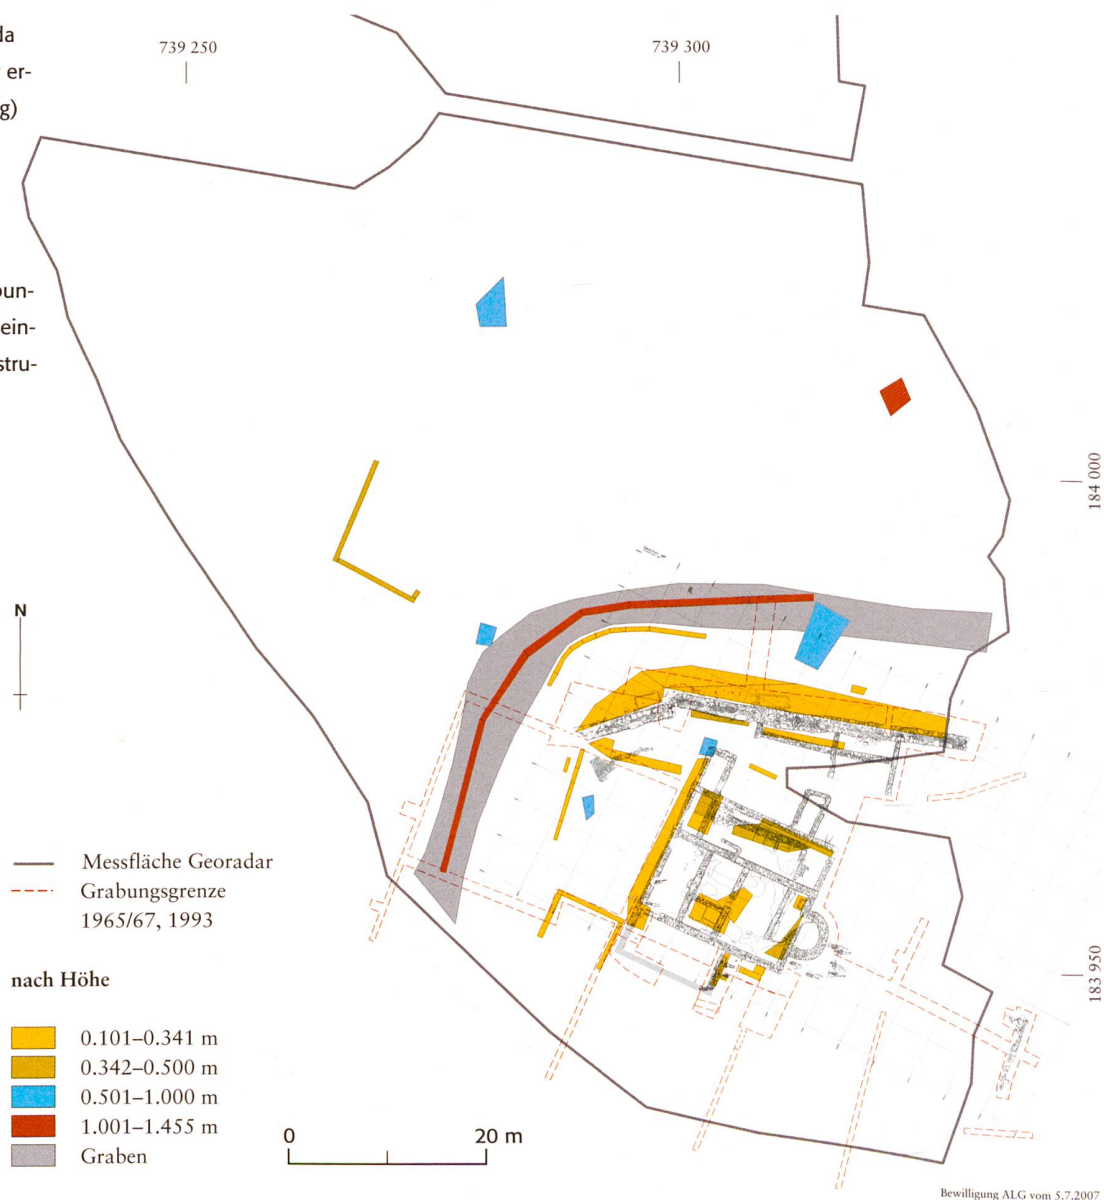 da
er-
g)
un-
ein-
stru-
739 250
739 300
184 000
183 950
N
Messfläche Georadar
Grabungsgrenze
1965/67, 1993
nach Höhe
0.101–0.341 m
0.342–0.500 m
0.501–1.000 m
1.001–1.455 m
Graben
0 20 m
Bewilligung ALG vom 5.7.2007